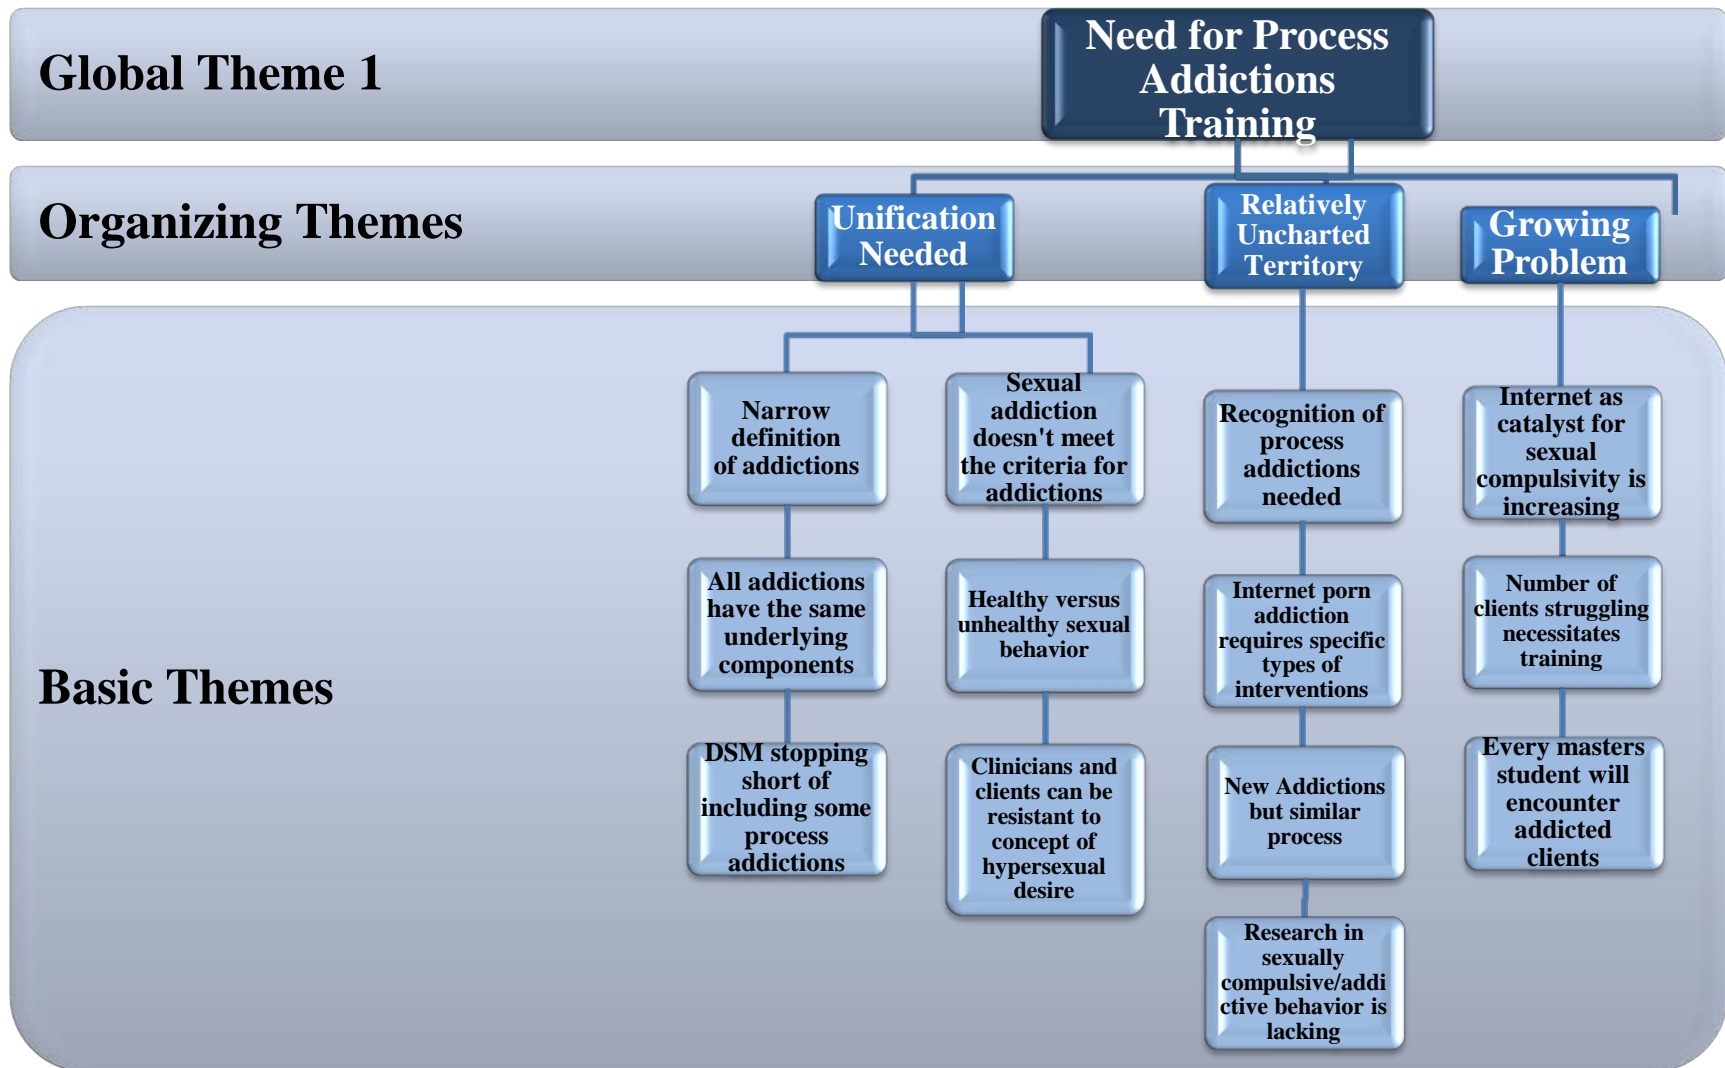 Global Theme 1
Need for Process
Addictions
Training
Organizing Themes
Unification
Needed
Relatively
Uncharted
Territory
Growing
Problem
Basic Themes
Narrow
definition
of addictions
All addictions
have the same
underlying
components
DSM stopping
short of
including some
process
addictions
Sexual
addiction
doesn't meet
the criteria for
addictions
Healthy versus
unhealthy sexual
behavior
Clinicians and
clients can be
resistant to
concept of
hypersexual
desire
Recognition of
process
addictions
needed
Internet porn
addiction
requires specific
types of
interventions
New Addictions
but similar
process
Research in
sexually
compulsive/addi
ctive behavior is
lacking
Internet as
catalyst for
sexual
compulsivity is
increasing
Number of
clients struggling
necessitates
training
Every masters
student will
encounter
addicted
clients